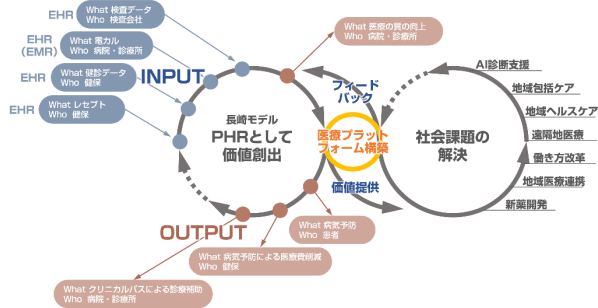 EHR
What 検査データ
Who 検査会社
EHR
(EMR)
What 電カル
Who 病院・診療所
EHR
What 健診データ
Who 健保
EHR
What レセプト
Who 健保
INPUT
What 医療の質の向上
Who 病院・診療所
長崎モデル
PHRとして
価値創出
フィード
バック
医療プラット
フォーム構築
価値提供
社会課題の
解決
AI診断支援
地域包括ケア
地域ヘルスケア
遠隔地医療
働き方改革
地域医療連携
新薬開発
OUTPUT
What 病気予防
Who 患者
What 病気予防による医療費削減
Who 健保
What クリニカルパスによる診療補助
Who 病院・診療所